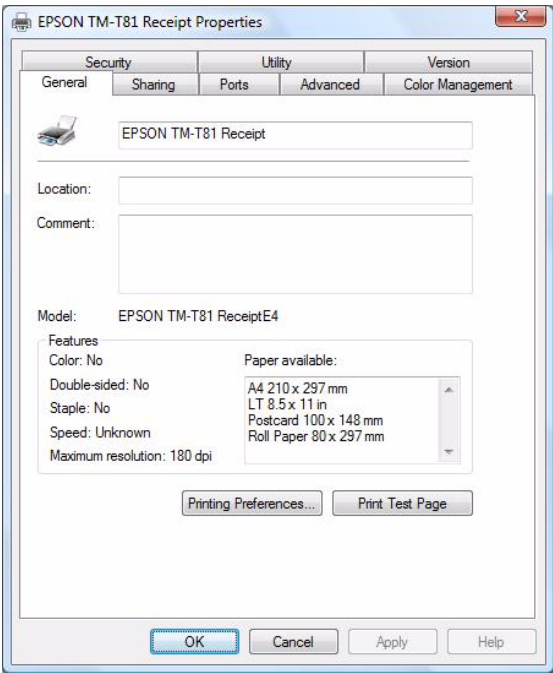 EPSON TM-T81 Receipt Properties
Security Utility Version
General Sharing Ports Advanced Color Management
EPSON TM-T81 Receipt
Location:
Comment:
Model: EPSON TM-T81 ReceiptE4
Features
Color: No Paper available:
Double-sided: No A4 210 x 297 mm
Staple: No LT 8.5 x 11 in
Postcard 100 x 148 mm
Speed: Unknown Roll Paper 80 x 297 mm
Maximum resolution: 180 dpi
Printing Preferences... Print Test Page
OK Cancel Apply Help